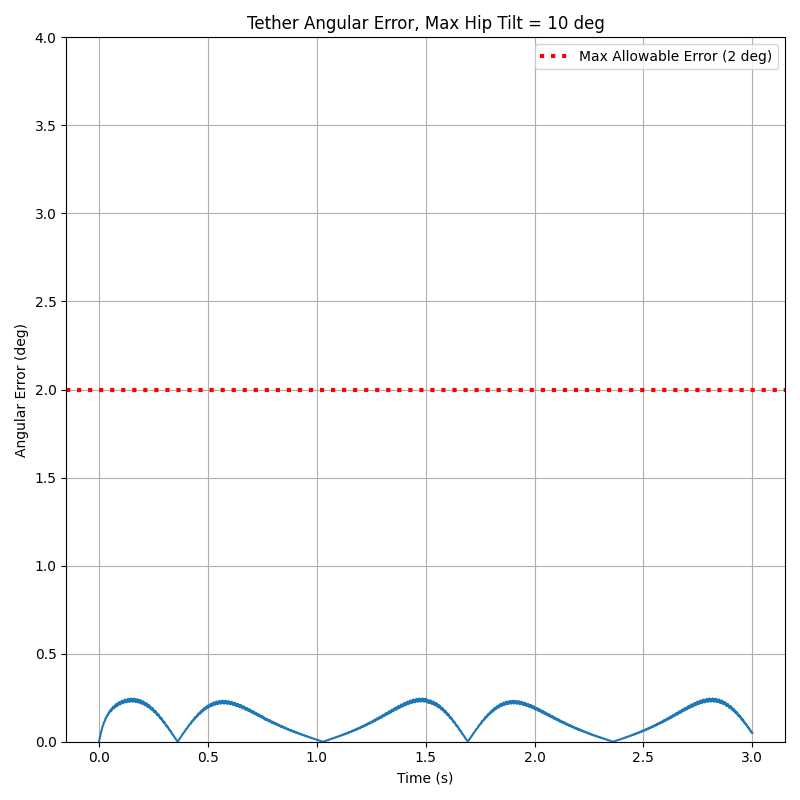 Tether Angular Error, Max Hip Tilt = 10 deg
Max Allowable Error (2 deg)
Angular Error (deg)
4.0
3.5
3.0
2.5
2.0
1.5
1.0
0.5
0.0
0.0 0.5 1.0 1.5 2.0 2.5 3.0
Time (s)